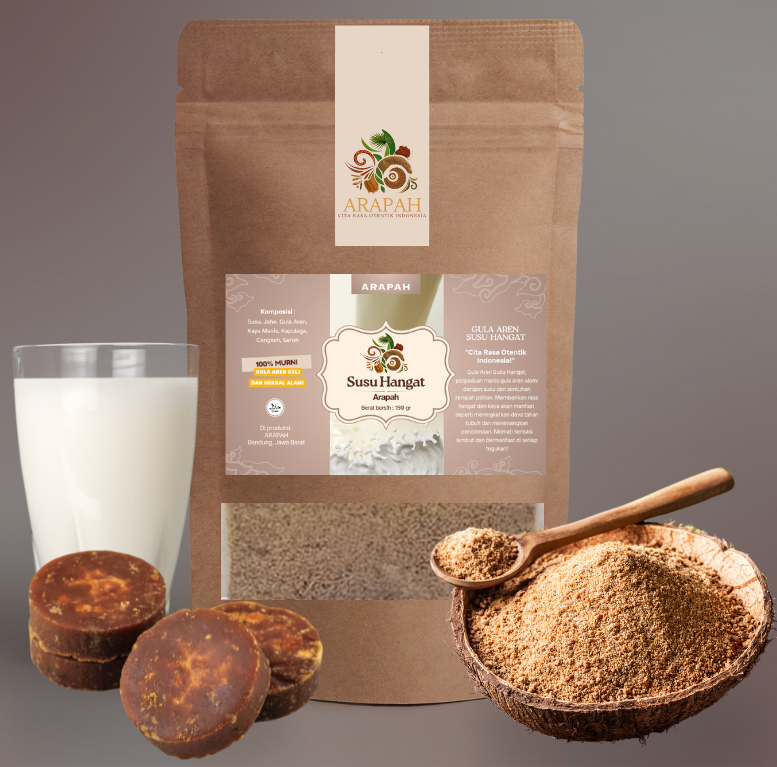 ARAPAH
CITA RASA OTENTIK INDONESIA
ARAPAH
Komposisi :
Susu, Jahe, Gula Aren,
Kayu Manis, Kapulaga,
Cengkeh, Sereh
100% MURNI
GULA AREN ASLI
DAN HERBAL ALAMI
Di produksi :
ARAPAH
Bandung, Jawa Barat
Susu Hangat
Arapah
Berat bersih : 150 gr
GULA AREN
SUSU HANGAT
"Cita Rasa Otentik
Indonesia!"
Gula Aren Susu Hangat,
perpaduan manis gula aren alami
dengan susu dan sentuhan
rempah pilihan. Memberikan rasa
hangat dan kaya akan manfaat,
seperti meningkatkan daya tahan
tubuh dan menenangkan
pencernaan. Nikmati sensasi
lembut dan bermanfaat di setiap
tegukan!